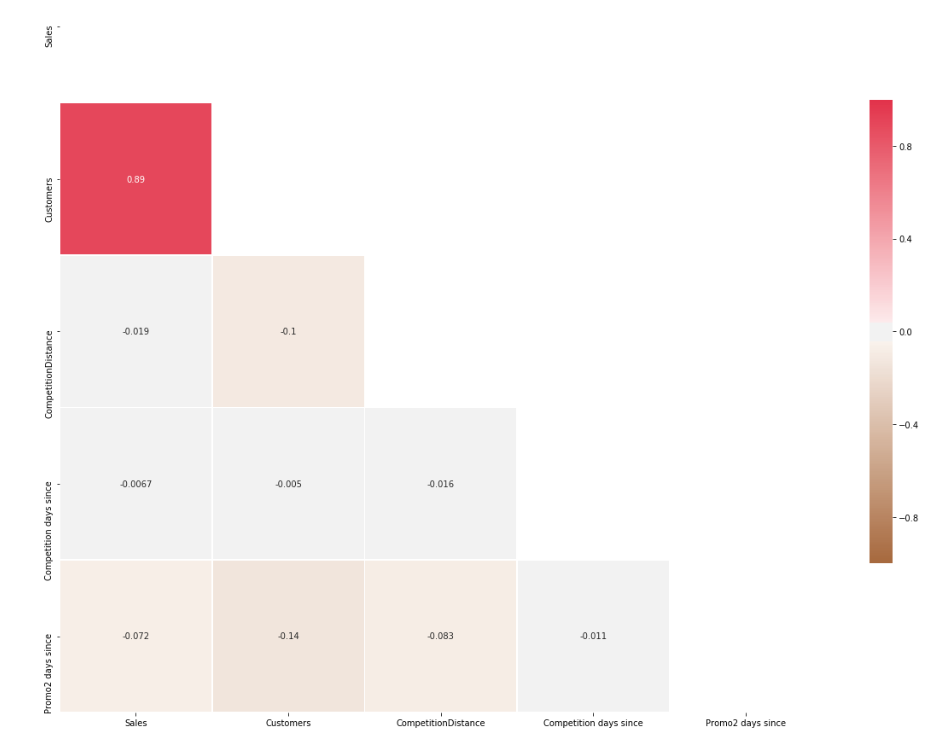 Sales
Customers
CompetitionDistance
Competition days since
Promo2 days since
0.89
-0.019 -0.1
-0.0067 -0.005 -0.016
-0.072 -0.14 -0.083 -0.011
Sales Customers CompetitionDistance Competition days since Promo2 days since
0.8
0.4
0.0
−0.4
−0.8